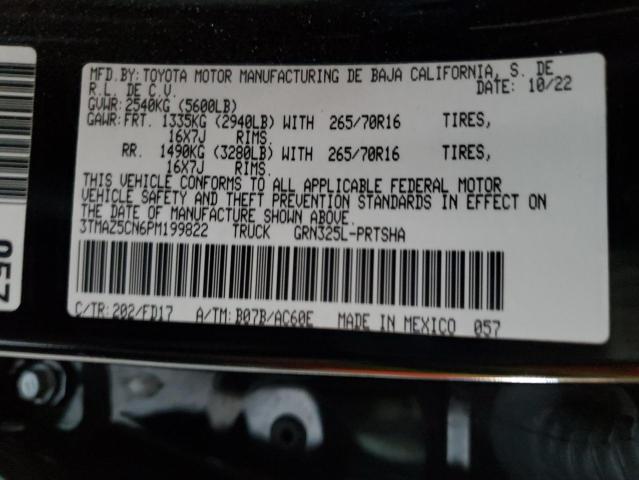 MFD.BY: TOYOTA MOTOR MANUFACTURING DE BAJA CALIFORNIA, S. DE
R.L. DE C.V. DATE: 10/22
GVWR: 2540KG (5600LB)
GAWR: FRT. 1335KG (2940LB) WITH 265/70R16 TIRES,
16X7J RIMS.
RR. 1490KG (3280LB) WITH 265/70R16 TIRES,
16X7J RIMS.
THIS VEHICLE CONFORMS TO ALL APPLICABLE FEDERAL MOTOR
VEHICLE SAFETY AND THEFT PREVENTION STANDARDS IN EFFECT ON
THE DATE OF MANUFACTURE SHOWN ABOVE.
3TMAZ5CN6PM199822 TRUCK GRN325L-PRTSHA
C/TR: 202/FD17 A/TM: B07B/AC60E MADE IN MEXICO 057
057